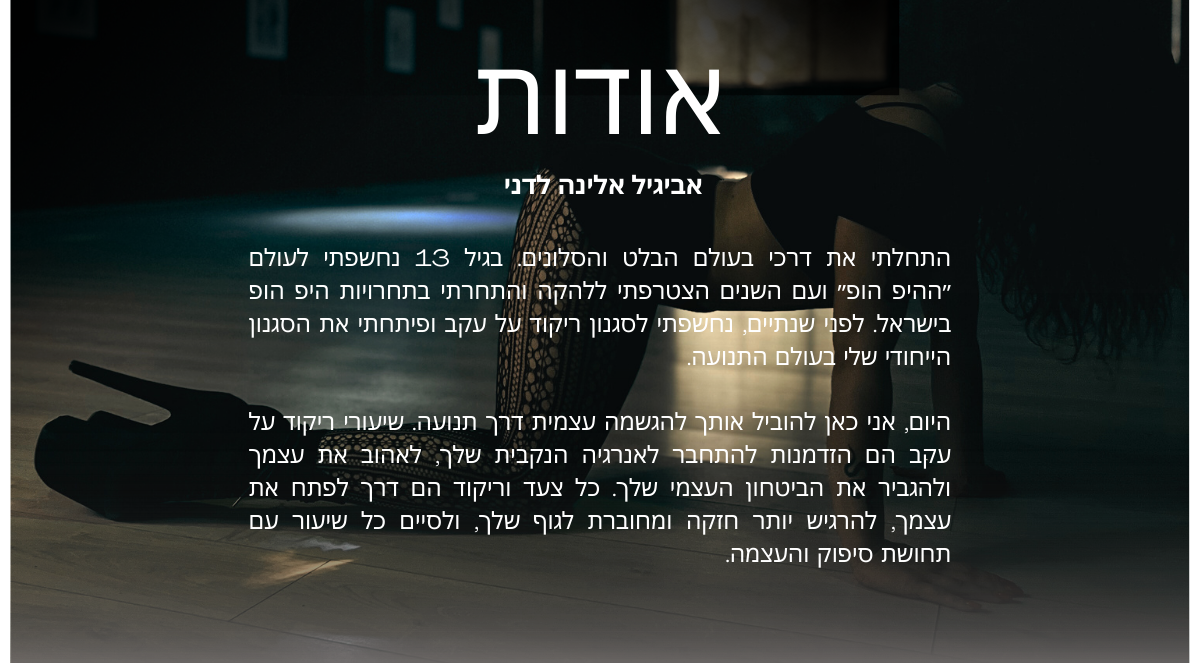 אודות
אביגיל אלינה לדני
התחלתי את דרכי בעולם הבלט והסלונים. בגיל 13 נחשפתי לעולם
״ההיפ הופ״ ועם השנים הצטרפתי ללהקה והתחרתי בתחרויות היפ הופ
בישראל. לפני שנתיים, נחשפתי לסגנון ריקוד על עקב ופיתחתי את הסגנון
הייחודי שלי בעולם התנועה.
היום, אני כאן להוביל אותך להגשמה עצמית דרך תנועה. שיעורי ריקוד על
עקב הם הזדמנות להתחבר לאנרגיה הנקבית שלך, לאהוב את עצמך
ולהגביר את הביטחון העצמי שלך. כל צעד וריקוד הם דרך לפתח את
עצמך, להרגיש יותר חזקה ומחוברת לגוף שלך, ולסיים כל שיעור עם
תחושת סיפוק והעצמה.